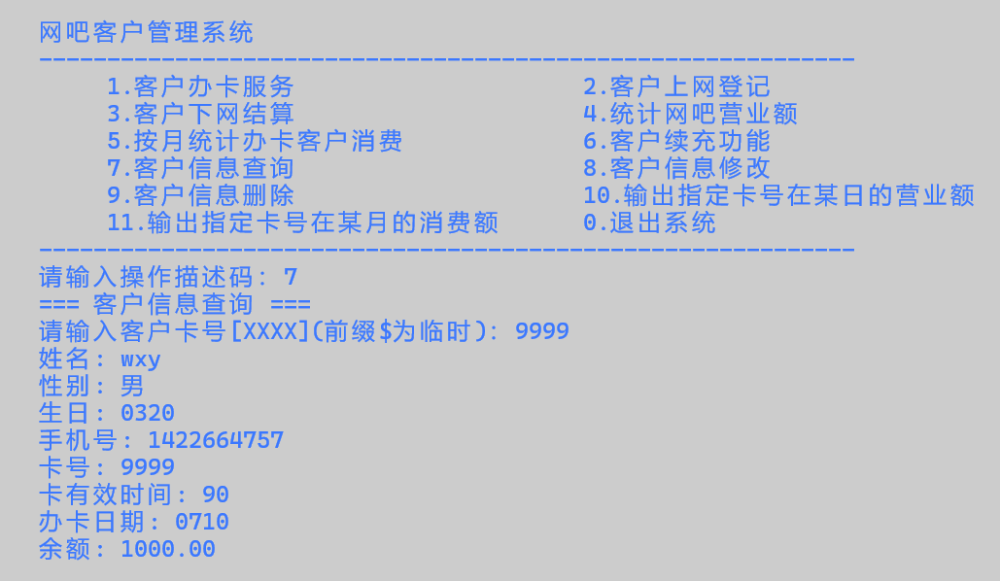 网吧客户管理系统
------------------------------------------------------------
1.客户办卡服务 2.客户上网登记
3.客户下网结算 4.统计网吧营业额
5.按月统计办卡客户消费 6.客户续充功能
7.客户信息查询 8.客户信息修改
9.客户信息删除 10.输出指定卡号在某日的营业额
11.输出指定卡号在某月的消费额 0.退出系统
------------------------------------------------------------
请输入操作描述码: 7
=== 客户信息查询 ===
请输入客户卡号[XXXX](前缀$为临时): 9999
姓名: wxy
性别: 男
生日: 0320
手机号: 1422664757
卡号: 9999
卡有效时间: 90
办卡日期: 0710
余额: 1000.00